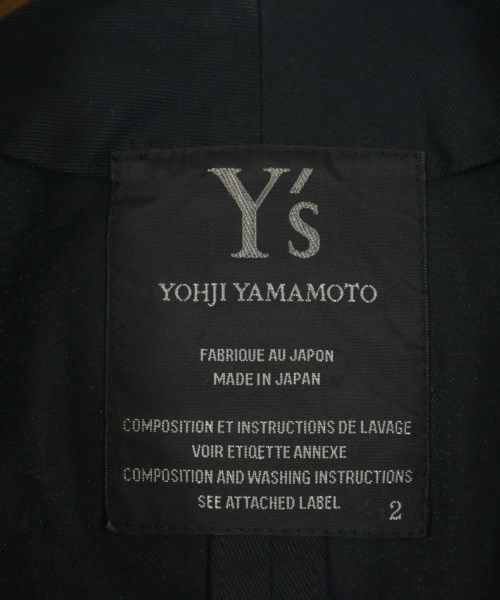 Y's
YOHJI YAMAMOTO
FABRIQUE AU JAPON
MADE IN JAPAN
COMPOSITION ET INSTRUCTIONS DE LAVAGE
VOIR ETIQETTE ANNEXE
COMPOSITION AND WASHING INSTRUCTIONS
SEE ATTACHED LABEL
2